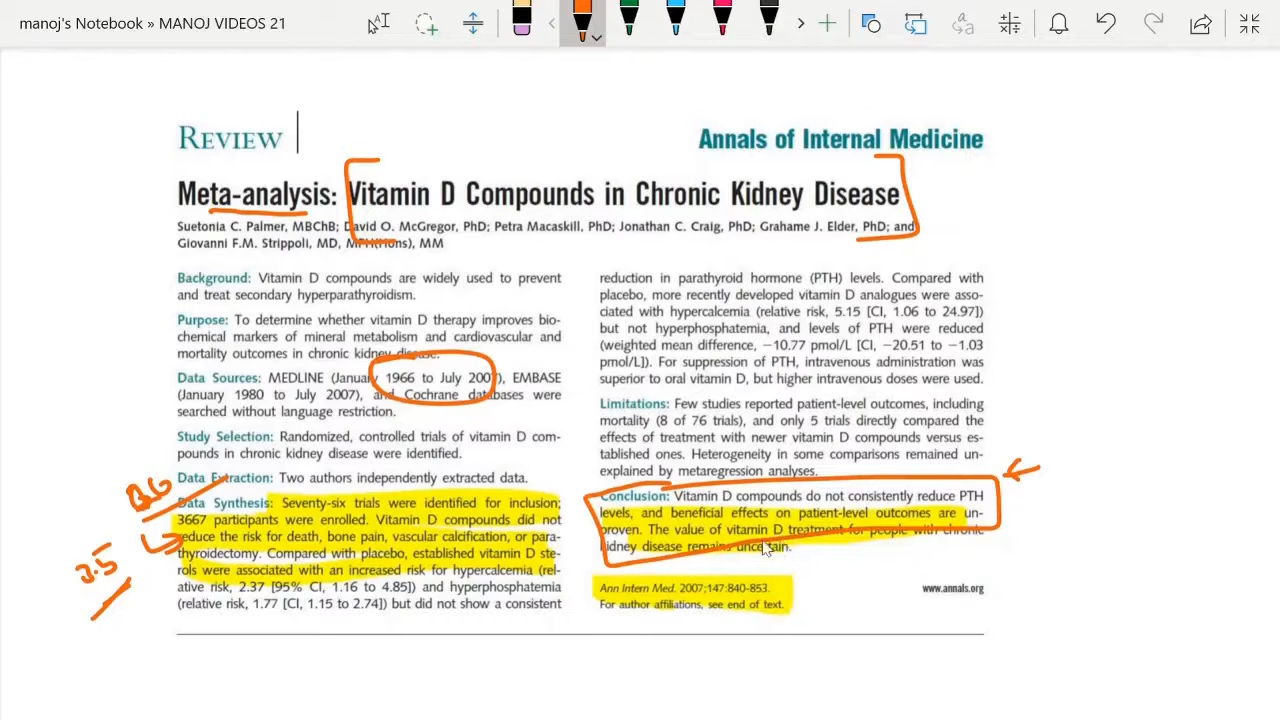 manoj's Notebook » MANOJ VIDEOS 21
REVIEW
Annals of Internal Medicine
Meta-analysis: Vitamin D Compounds in Chronic Kidney Disease
Suetonia C. Palmer, MBChB; David O. McGregor, PhD; Petra Macaskill, PhD; Jonathan C. Craig, PhD; Grahame J. Elder, PhD; and
Giovanni F.M. Strippoli, MD, MPH(Hons), MM
Background: Vitamin D compounds are widely used to prevent
and treat secondary hyperparathyroidism.
Purpose: To determine whether vitamin D therapy improves bio-
chemical markers of mineral metabolism and cardiovascular and
mortality outcomes in chronic kidney disease.
Data Sources: MEDLINE (January 1966 to July 2007), EMBASE
(January 1980 to July 2007), and Cochrane databases were
searched without language restriction.
Study Selection: Randomized, controlled trials of vitamin D com-
pounds in chronic kidney disease were identified.
Data Extraction: Two authors independently extracted data.
Data Synthesis: Seventy-six trials were identified for inclusion;
3667 participants were enrolled. Vitamin D compounds did not
reduce the risk for death, bone pain, vascular calcification, or para-
thyroidectomy. Compared with placebo, established vitamin D ste-
rols were associated with an increased risk for hypercalcemia (rel-
ative risk, 2.37 [95% CI, 1.16 to 4.85]) and hyperphosphatemia
(relative risk, 1.77 [CI, 1.15 to 2.74]) but did not show a consistent
3.5
reduction in parathyroid hormone (PTH) levels. Compared with
placebo, more recently developed vitamin D analogues were asso-
ciated with hypercalcemia (relative risk, 5.15 [CI, 1.06 to 24.97])
but not hyperphosphatemia, and levels of PTH were reduced
(weighted mean difference, −10.77 pmol/L [CI, −20.51 to −1.03
pmol/L]). For suppression of PTH, intravenous administration was
superior to oral vitamin D, but higher intravenous doses were used.
Limitations: Few studies reported patient-level outcomes, including
mortality (8 of 76 trials), and only 5 trials directly compared the
effects of treatment with newer vitamin D compounds versus es-
tablished ones. Heterogeneity in some comparisons remained un-
explained by metaregression analyses.
Conclusion: Vitamin D compounds do not consistently reduce PTH
levels, and beneficial effects on patient-level outcomes are un-
proven. The value of vitamin D treatment for people with chronic
kidney disease remains uncertain.
Ann Intern Med. 2007;147:840-853.
www.annals.org
For author affiliations, see end of text.